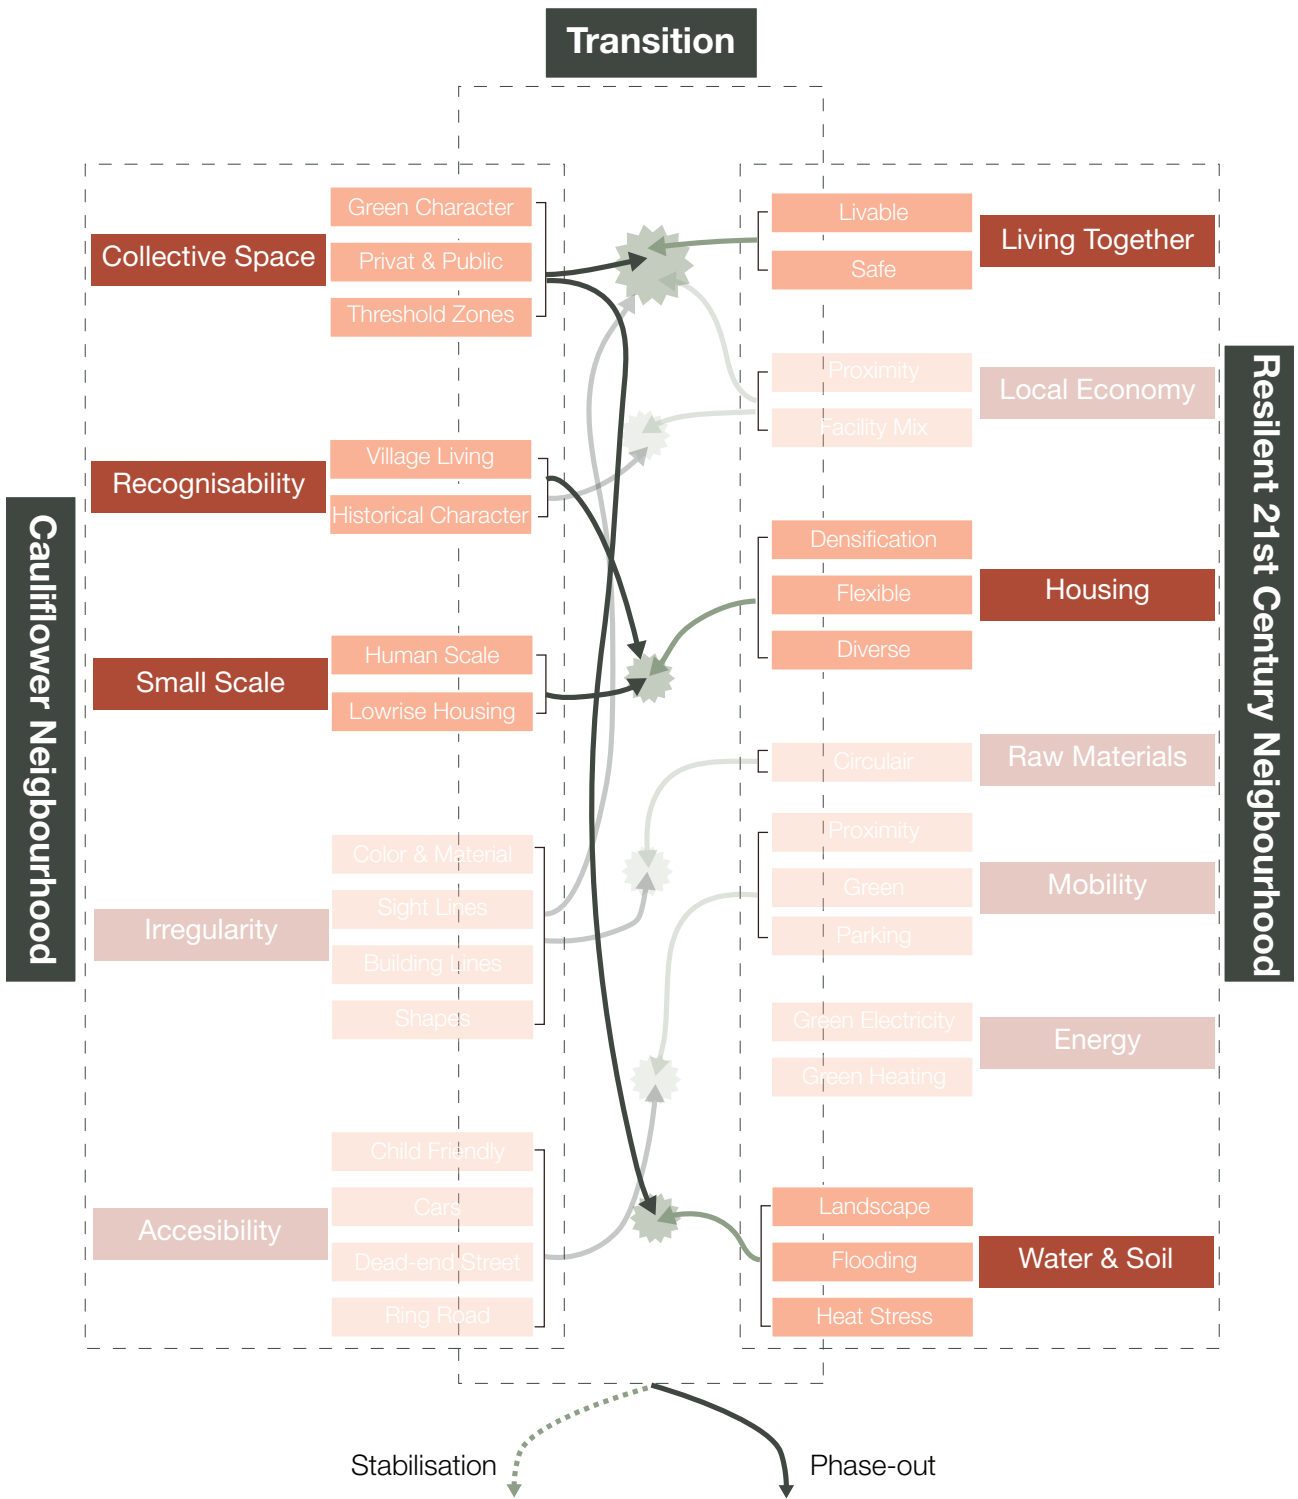 Transition
Cauliflower Neigbourhood
Collective Space
Green Character
Privat & Public
Threshold Zones
Recognisability
Village Living
Historical Character
Small Scale
Human Scale
Lowrise Housing
Irregularity
Color & Material
Sight Lines
Building Lines
Shapes
Accesibility
Child Friendly
Cars
Dead-end Street
Ring Road
Livable
Safe
Living Together
Proximity
Facility Mix
Local Economy
Densification
Flexible
Diverse
Housing
Circulair
Raw Materials
Proximity
Green
Parking
Mobility
Green Electricity
Green Heating
Energy
Landscape
Flooding
Heat Stress
Water & Soil
Resilent 21st Century Neigbourhood
Stabilisation
Phase-out